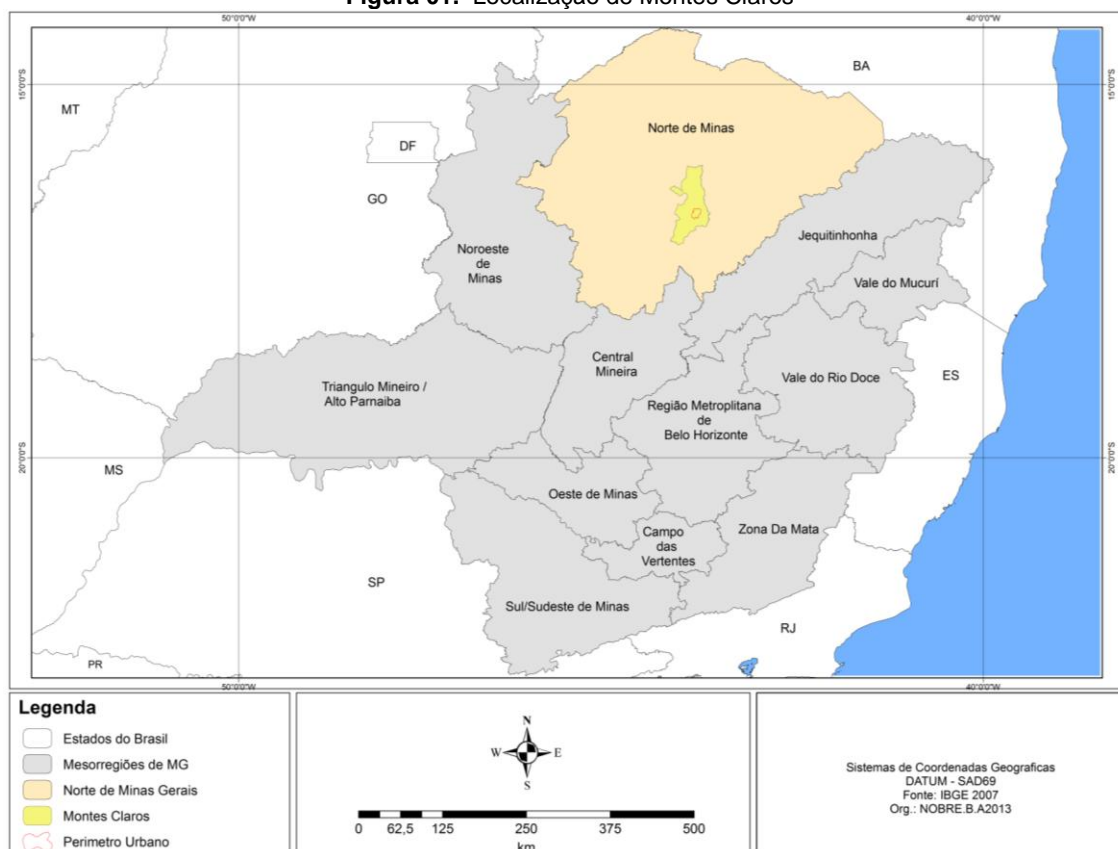 Figura 01: Localização de Montes Claros
50°0'0"W
40°0'0"W
15°0'0"S
15°0'0"S
BA
MT
Norte de Minas
DF
GO
Jequitinhonha
Noroeste
de
Minas
Vale do Mucurí
Central
Mineira
Triangulo Mineiro /
Alto Parnaiba
Vale do Rio Doce
ES
Região Metroplitana
de
Belo Horizonte
20°0'0"S
20°0'0"S
MS
Oeste de Minas
Campo
das
Vertentes
Zona Da Mata
SP
Sul/Sudeste de Minas
RJ
PR
50°0'0"W
40°0'0"W
Legenda
Estados do Brasil
Mesorregiões de MG
Norte de Minas Gerais
Montes Claros
Perimetro Urbano
N
W E
S
0 62,5 125 250 375 500
km
Sistemas de Coordenadas Geograficas
DATUM - SAD69
Fonte: IBGE 2007
Org.: NOBRE.B.A2013